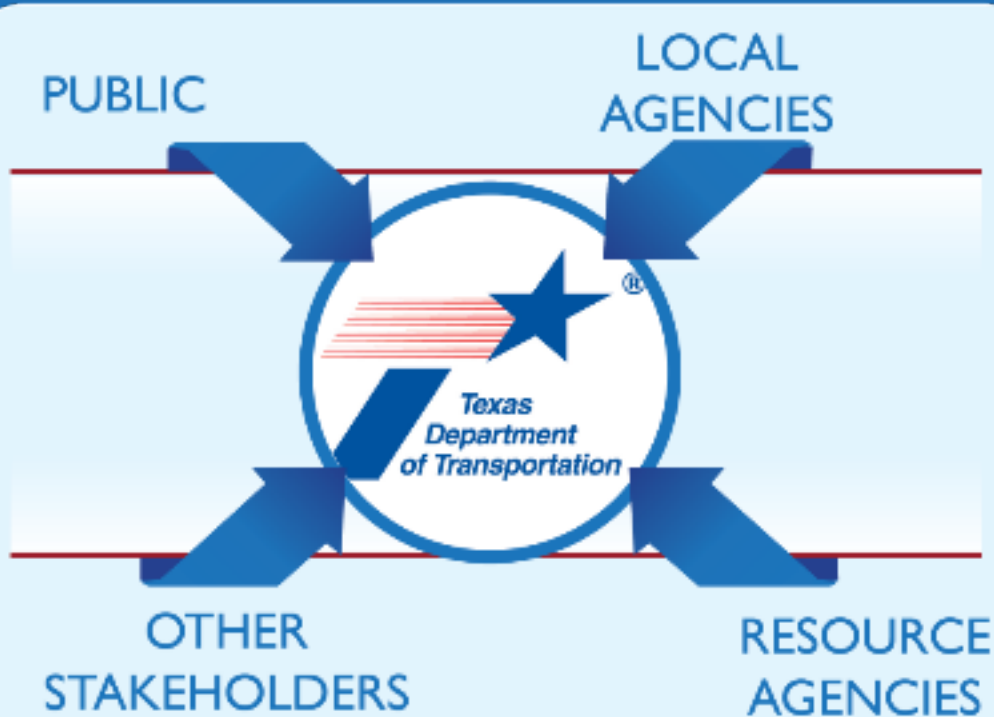 PUBLIC
LOCAL
AGENCIES
®
Texas
Department
of Transportation
OTHER
STAKEHOLDERS
RESOURCE
AGENCIES